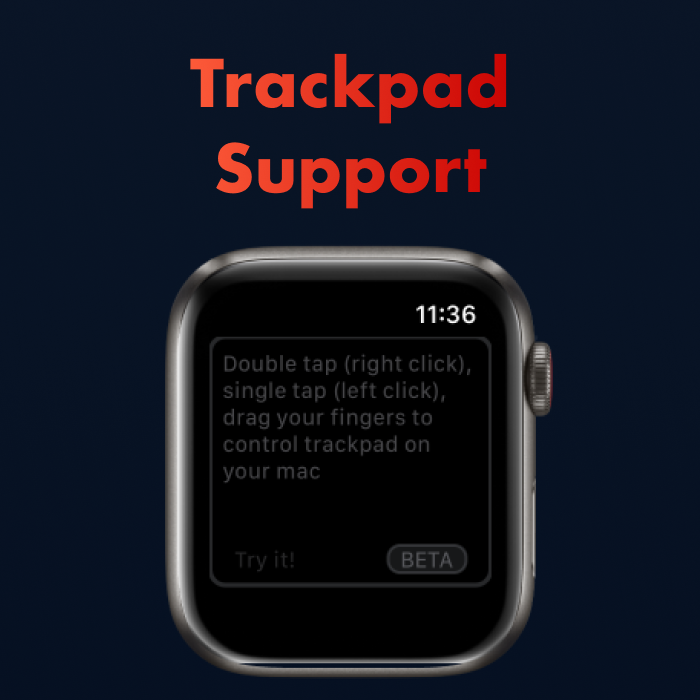 Trackpad
Support
11:36
Double tap (right click),
single tap (left click),
drag your fingers to
control trackpad on
your mac
Try it!
BETA